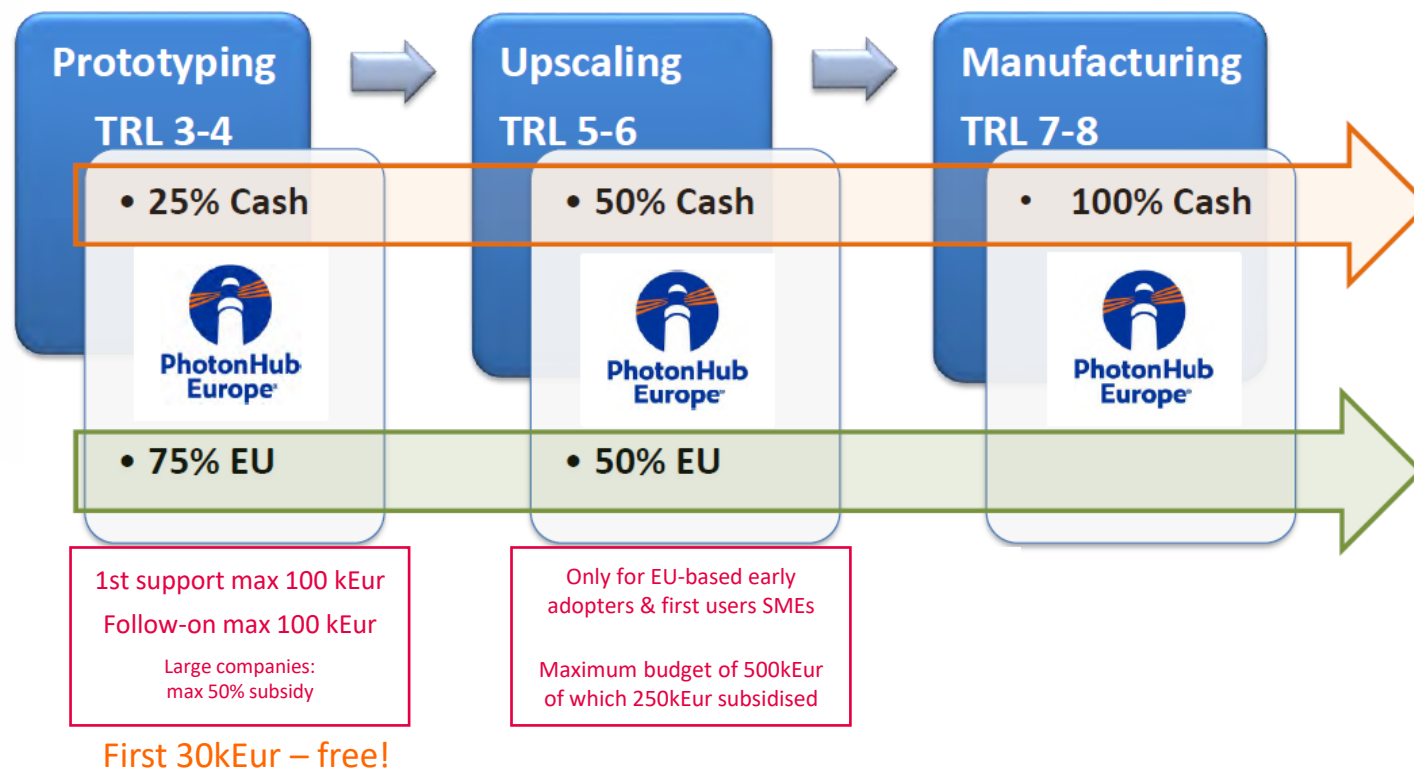 Prototyping
TRL 3-4
• 25% Cash
PhotonHub
Europe®
• 75% EU
1st support max 100 kEur
Follow-on max 100 kEur
Large companies:
max 50% subsidy
First 30kEur – free!
Upscaling
TRL 5-6
• 50% Cash
PhotonHub
Europe®
• 50% EU
Only for EU-based early
adopters & first users SMEs
Maximum budget of 500kEur
of which 250kEur subsidised
Manufacturing
TRL 7-8
• 100% Cash
PhotonHub
Europe®